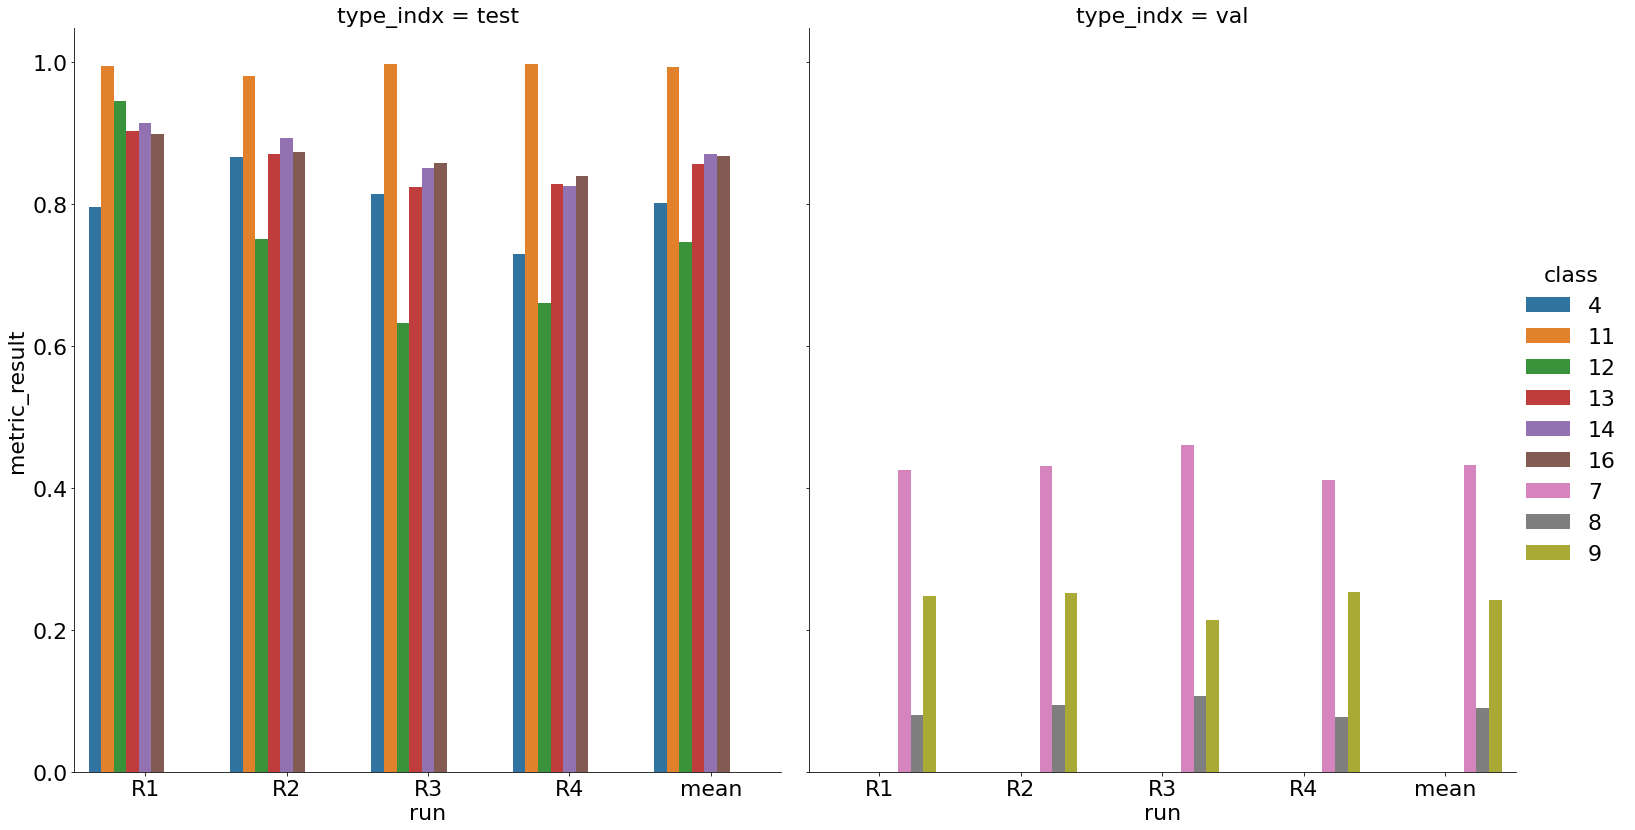 type_indx = test
type_indx = val
metric_result
1.0
0.8
0.6
0.4
0.2
0.0
R1 R2 R3 R4 mean
run
R1 R2 R3 R4 mean
run
class
4
11
12
13
14
16
7
8
9